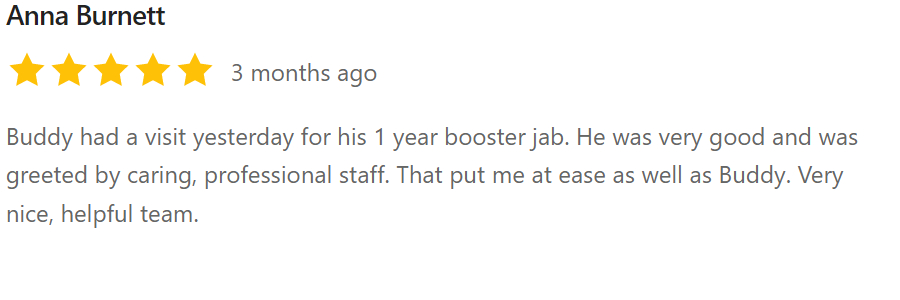 Anna Burnett
3 months ago
Buddy had a visit yesterday for his 1 year booster jab. He was very good and was
greeted by caring, professional staff. That put me at ease as well as Buddy. Very
nice, helpful team.